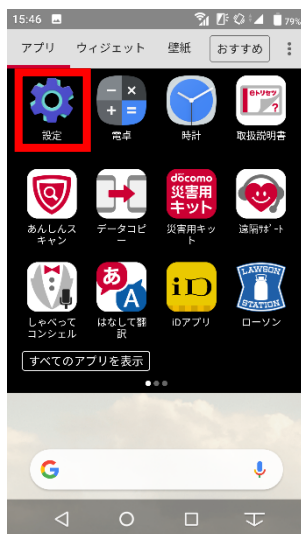 15:46
79%
アプリ ウィジェット 壁紙 おすすめ
設定 電卓 時計 取扱説明書
あんしんス
キャン
データコピ
ー
docomo
災害用
キット
災害用キッ
ト
遠隔ｻﾎﾟｰﾄ
あ
A
iD
LAWSON
STATION
しゃべって
コンシェル
はなして翻
訳
iDアプリ
ローソン
すべてのアプリを表示
G